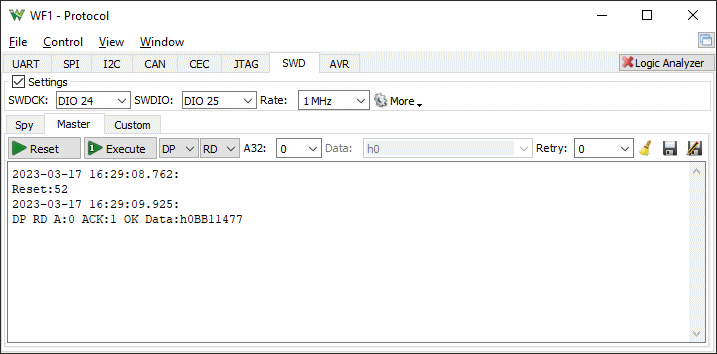 WF1 - Protocol
File Control View Window
UART SPI I2C CAN CEC JTAG SWD AVR Logic Analyzer
Settings
SWDCK: DIO 24 SWDIO: DIO 25 Rate: 1 MHz More
Spy Master Custom
Reset 1 Execute DP RD A32: 0 Data: h0 Retry: 0
2023-03-17 16:29:08.762:
Reset:52
2023-03-17 16:29:09.925:
DP RD A:0 ACK:1 OK Data:h0BB11477